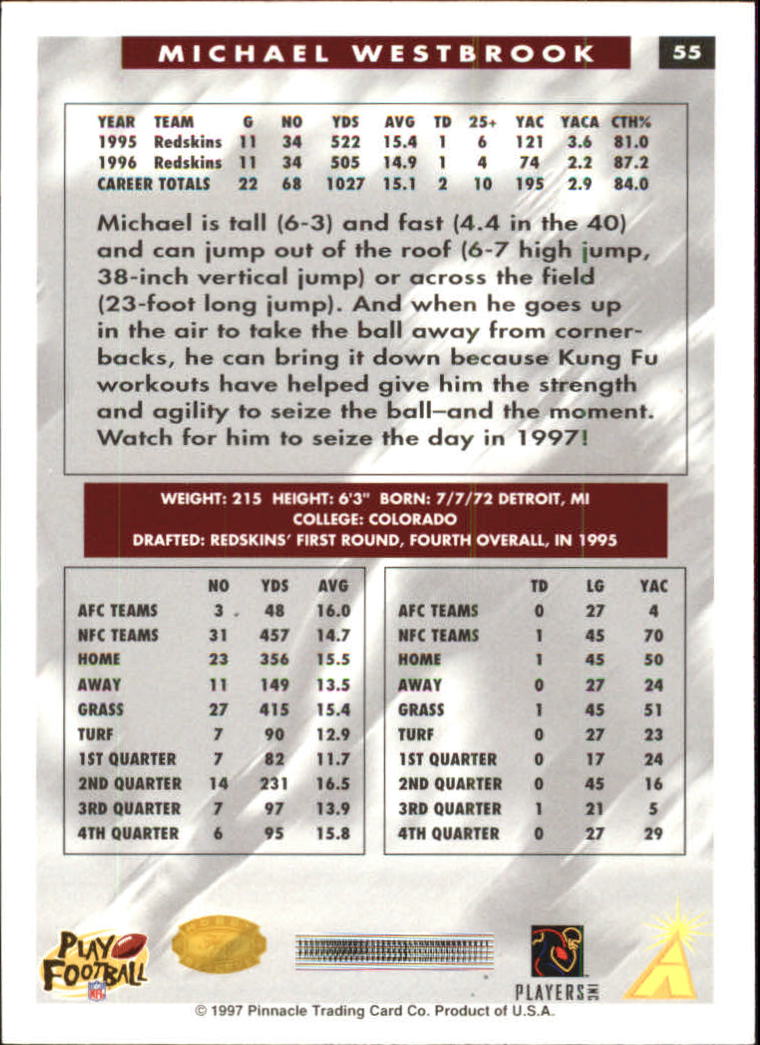 MICHAEL WESTBROOK 55
YEAR TEAM G NO YDS AVG TD 25+ YAC YACA CTH%
1995 Redskins 11 34 522 15.4 1 6 121 3.6 81.0
1996 Redskins 11 34 505 14.9 1 4 74 2.2 87.2
CAREER TOTALS 22 68 1027 15.1 2 10 195 2.9 84.0
Michael is tall (6-3) and fast (4.4 in the 40)
and can jump out of the roof (6-7 high jump,
38-inch vertical jump) or across the field
(23-foot long jump). And when he goes up
in the air to take the ball away from corner-
backs, he can bring it down because Kung Fu
workouts have helped give him the strength
and agility to seize the ball—and the moment.
Watch for him to seize the day in 1997!
WEIGHT: 215 HEIGHT: 6'3" BORN: 7/7/72 DETROIT, MI
COLLEGE: COLORADO
DRAFTED: REDSKINS' FIRST ROUND, FOURTH OVERALL, IN 1995
NO YDS AVG
AFC TEAMS 3 48 16.0
NFC TEAMS 31 457 14.7
HOME 23 356 15.5
AWAY 11 149 13.5
GRASS 27 415 15.4
TURF 7 90 12.9
1ST QUARTER 7 82 11.7
2ND QUARTER 14 231 16.5
3RD QUARTER 7 97 13.9
4TH QUARTER 6 95 15.8
TD LG YAC
AFC TEAMS 0 27 4
NFC TEAMS 1 45 70
HOME 1 45 50
AWAY 0 27 24
GRASS 1 45 51
TURF 0 27 23
1ST QUARTER 0 17 24
2ND QUARTER 0 45 16
3RD QUARTER 1 21 5
4TH QUARTER 0 27 29
PLAY
FOOTBALL
NFL
PLAYERS INC
© 1997 Pinnacle Trading Card Co. Product of U.S.A.